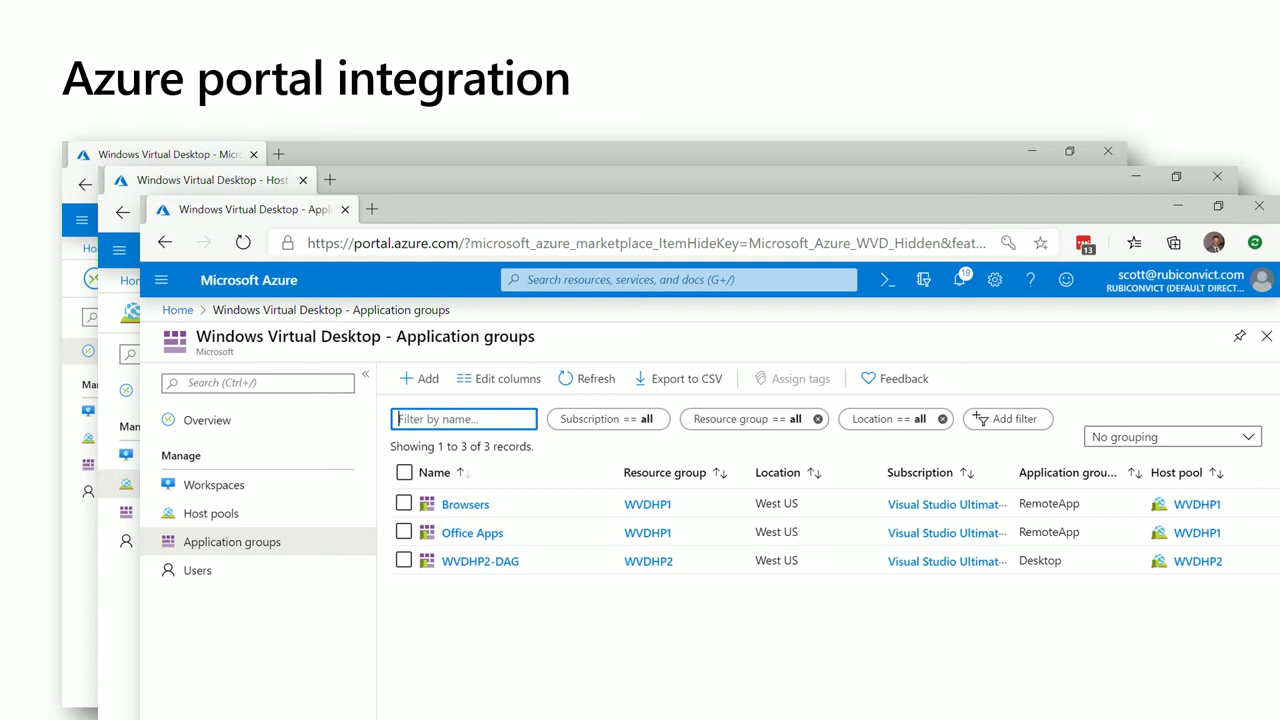 Azure portal integration
Windows Virtual Desktop - Micr
Windows Virtual Desktop - Host
Windows Virtual Desktop - Appl
https://portal.azure.com/?microsoft_azure_marketplace_ItemHideKey=Microsoft_Azure_WVD_Hidden&feat...
13
Microsoft Azure
Search resources, services, and docs (G+/)
19
scott@rubiconvict.com
RUBICONVICT (DEFAULT DIRECT...
Ho
Hon
Home > Windows Virtual Desktop - Application groups
Windows Virtual Desktop - Application groups
Microsoft
Search (Ctrl+/)
Add
Edit columns
Refresh
Export to CSV
Assign tags
Feedback
Overview
Filter by name...
Subscription == all
Resource group == all
Location == all
Add filter
Showing 1 to 3 of 3 records.
No grouping
Ma
Man
Manage
Workspaces
Host pools
Application groups
Users
Name Resource group Location Subscription Application grou... Host pool
Browsers WVDHP1 West US Visual Studio Ultimat... RemoteApp WVDHP1
Office Apps WVDHP1 West US Visual Studio Ultimat... RemoteApp WVDHP1
WVDHP2-DAG WVDHP2 West US Visual Studio Ultimat... Desktop WVDHP2